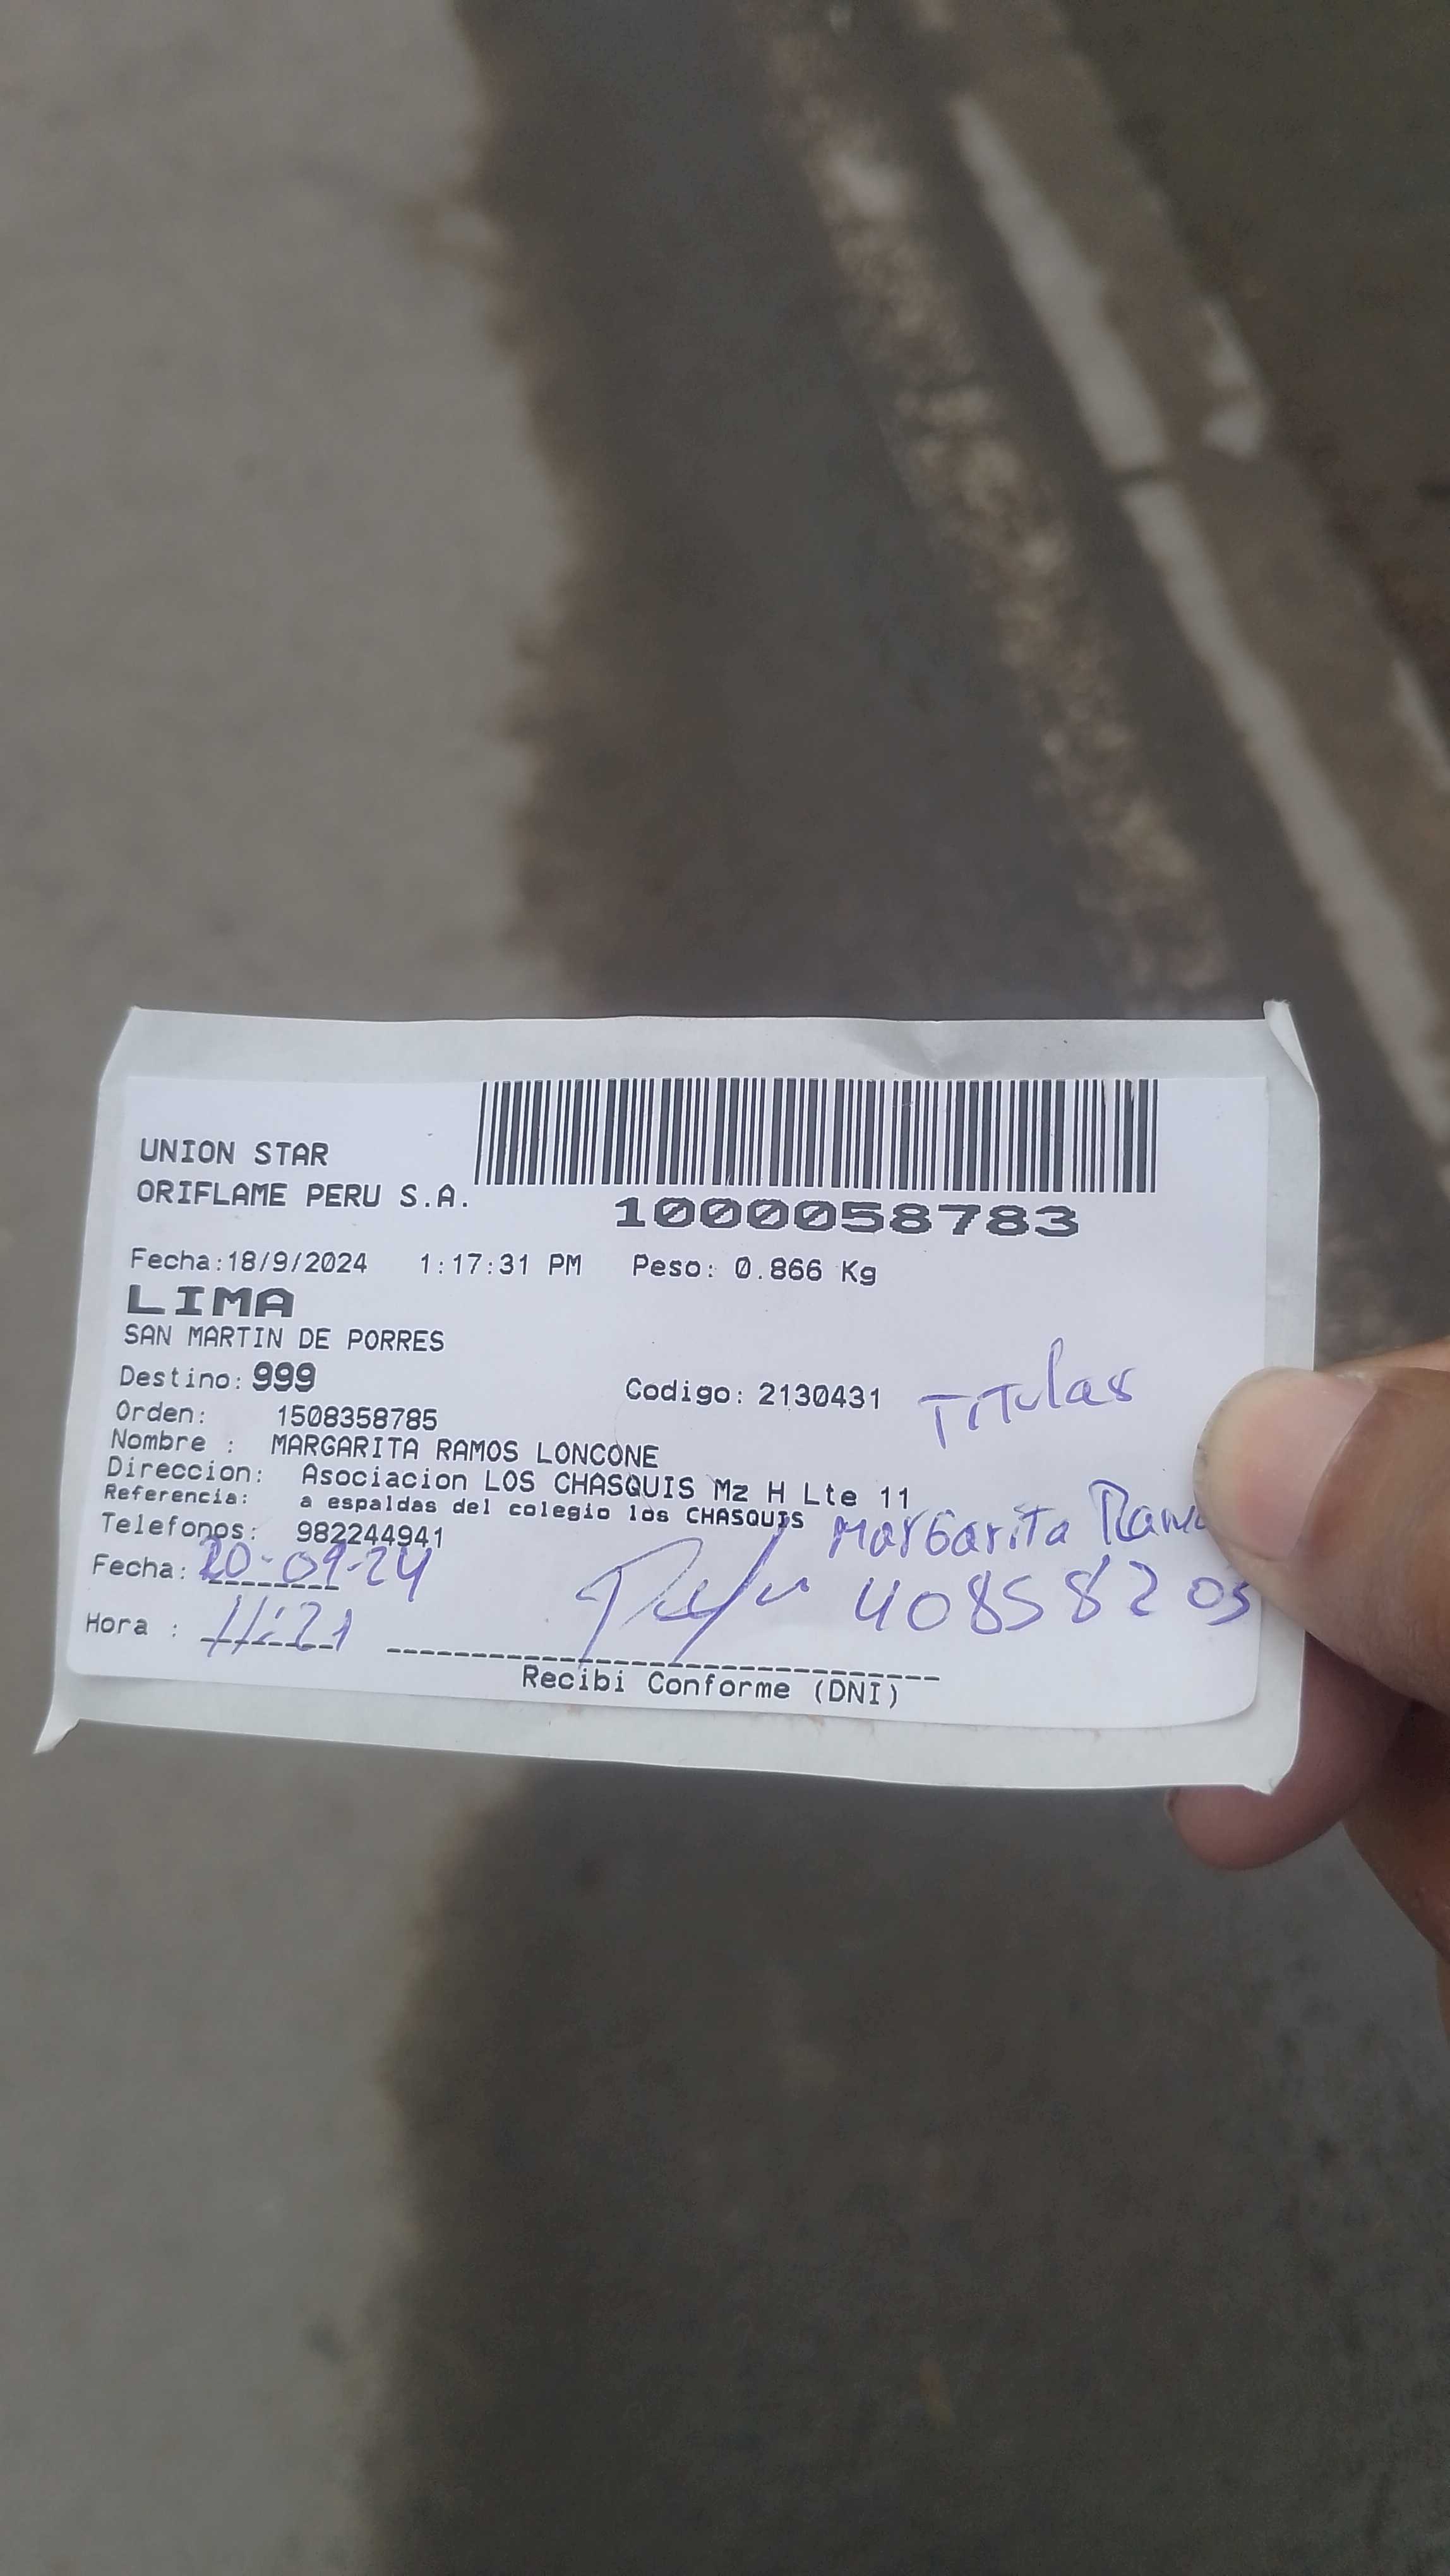 UNION STAR
ORIFLAME PERU S.A.
1000058783
Fecha:18/9/2024 1:17:31 PM Peso: 0.866 Kg
LIMA
SAN MARTIN DE PORRES
Destino: 999
Codigo: 2130431 Titular
Orden: 1508358785
Nombre : MARGARITA RAMOS LONCONE
Direccion: Asociacion LOS CHASQUIS Mz H Lte 11
Referencia: a espaldas del colegio los CHASQUIS
Margarita
Telefonos: 982244941
Fecha: 20-09-24
40858203
Hora : 11:21
Recibi Conforme (DNI)